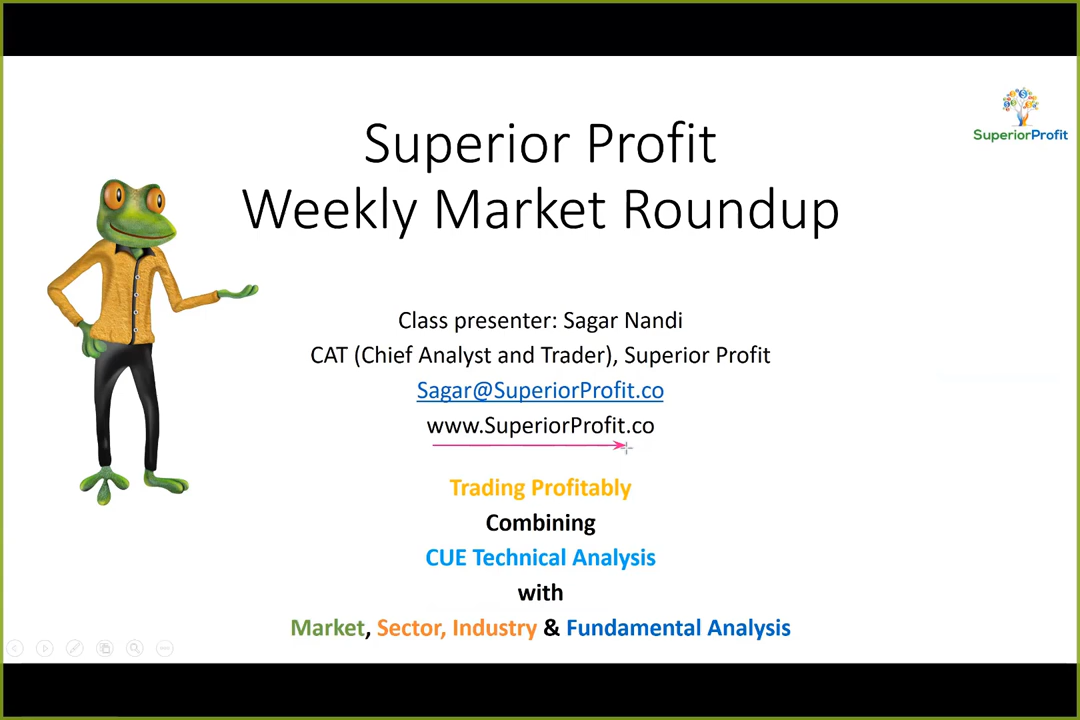 SuperiorProfit
Superior Profit
Weekly Market Roundup
Class presenter: Sagar Nandi
CAT (Chief Analyst and Trader), Superior Profit
Sagar@SuperiorProfit.co
www.SuperiorProfit.co
Trading Profitably
Combining
CUE Technical Analysis
with
Market, Sector, Industry & Fundamental Analysis